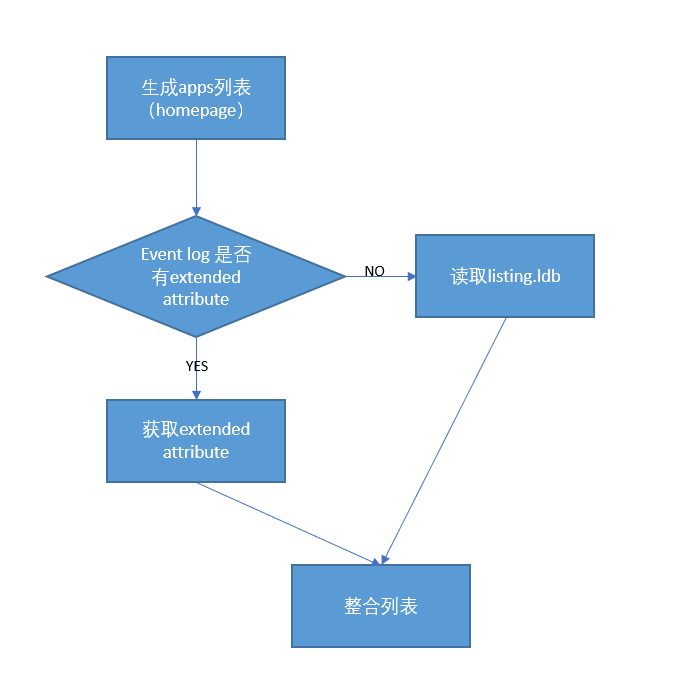 生成apps列表
（homepage）
Event log 是否
有extended
attribute
NO
读取listing.ldb
YES
获取extended
attribute
整合列表